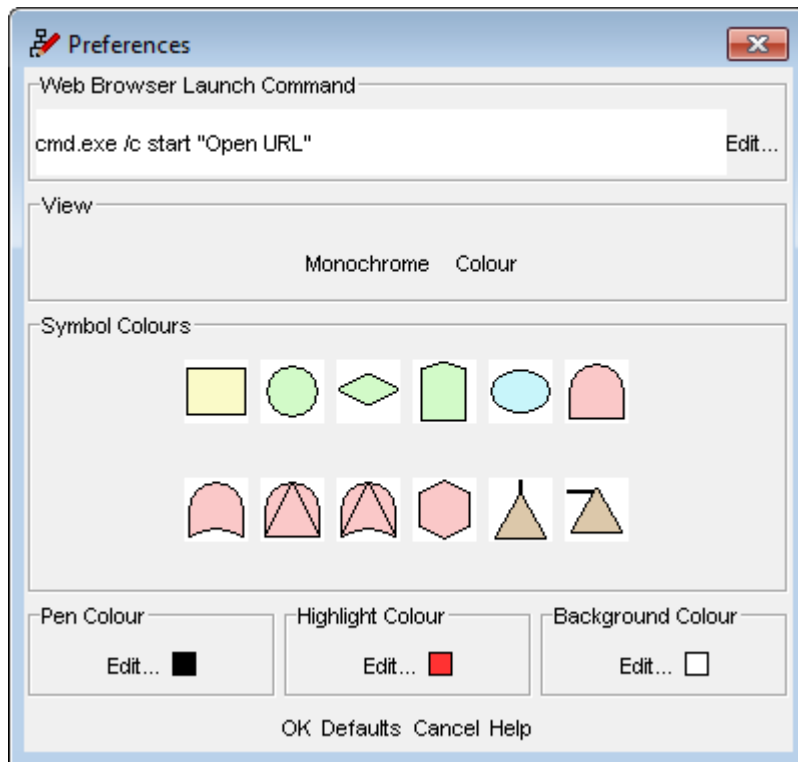 Preferences
Web Browser Launch Command
cmd.exe /c start "Open URL" Edit...
View
Monochrome Colour
Symbol Colours
Pen Colour Highlight Colour Background Colour
Edit... Edit... Edit...
OK Defaults Cancel Help